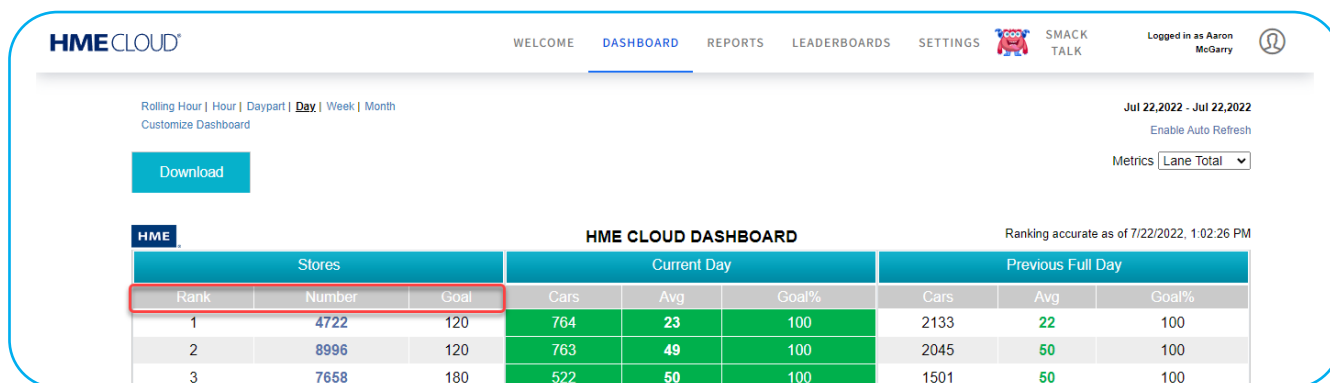 HMECLOUD® WELCOME DASHBOARD REPORTS LEADERBOARDS SETTINGS SMACK TALK Logged in as Aaron McGarry
Rolling Hour | Hour | Daypart | Day | Week | Month Jul 22,2022 - Jul 22,2022
Customize Dashboard Enable Auto Refresh
Download Metrics Lane Total
HME HME CLOUD DASHBOARD Ranking accurate as of 7/22/2022, 1:02:26 PM
Stores Current Day Previous Full Day
Rank Number Goal Cars Avg Goal% Cars Avg Goal%
1 4722 120 764 23 100 2133 22 100
2 8996 120 763 49 100 2045 50 100
3 7658 180 522 50 100 1501 50 100